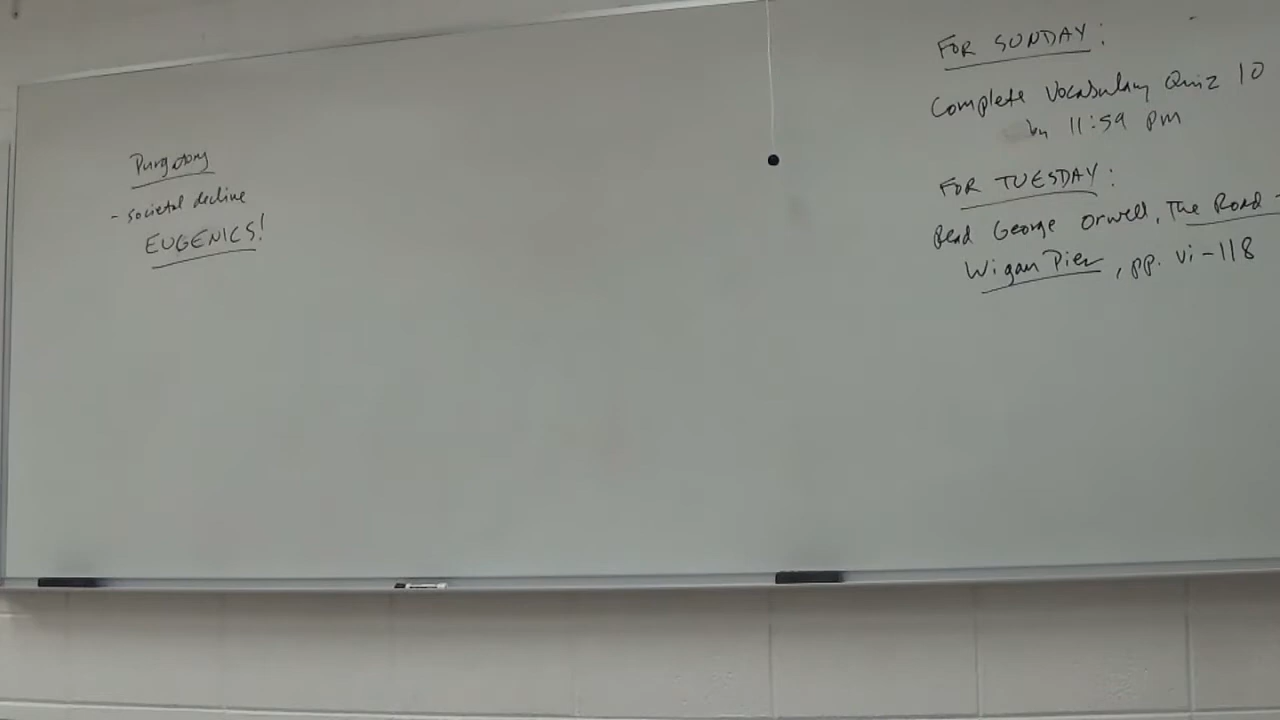 Purgatory
- societal decline
EUGENICS!
FOR SUNDAY:
Complete Vocabulary Quiz 10
by 11:59 pm
FOR TUESDAY:
Read George Orwell, The Road
Wigan Pier, pp. vi-118